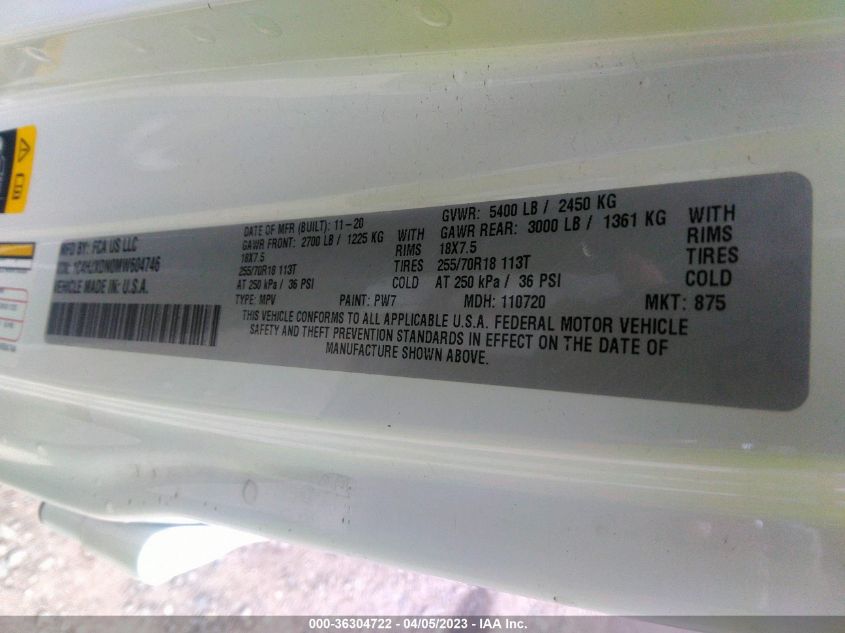 MFD BY: FCA US LLC
VIN: 1C4HJXDN0MW604746
VEHICLE MADE IN: U.S.A.
DATE OF MFR (BUILT): 11-20
GAWR FRONT: 2700 LB / 1225 KG WITH
18X7.5 RIMS
255/70R18 113T TIRES
AT 250 kPa / 36 PSI COLD
GVWR: 5400 LB / 2450 KG
GAWR REAR: 3000 LB / 1361 KG WITH
18X7.5 RIMS
255/70R18 113T TIRES
AT 250 kPa / 36 PSI COLD
TYPE: MPV PAINT: PW7 MDH: 110720 MKT: 875
THIS VEHICLE CONFORMS TO ALL APPLICABLE U.S.A. FEDERAL MOTOR VEHICLE
SAFETY AND THEFT PREVENTION STANDARDS IN EFFECT ON THE DATE OF
MANUFACTURE SHOWN ABOVE.
000-36304722 - 04/05/2023 - IAA Inc.